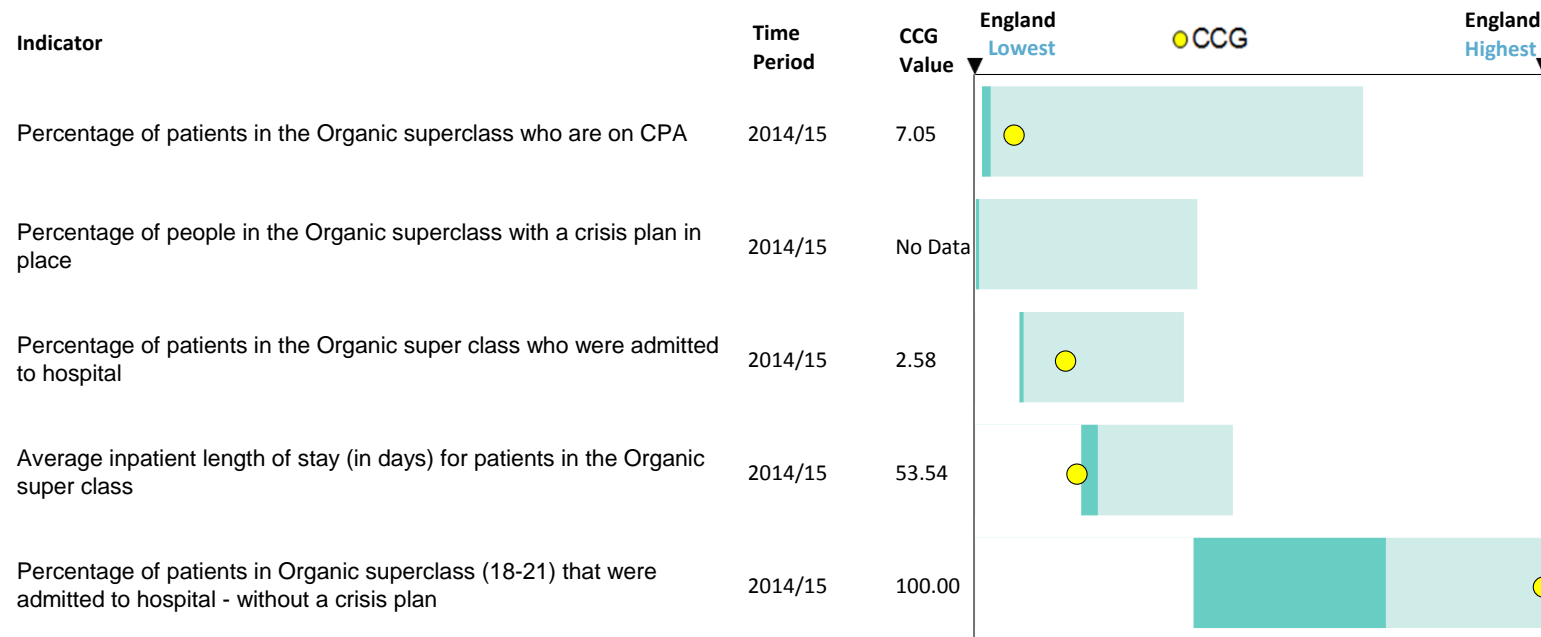 Indicator
Time
Period
CCG
Value
England
Lowest
CCG
England
Highest
Percentage of patients in the Organic superclass who are on CPA
2014/15
7.05
Percentage of people in the Organic superclass with a crisis plan in
place
2014/15
No Data
Percentage of patients in the Organic super class who were admitted
to hospital
2014/15
2.58
Average inpatient length of stay (in days) for patients in the Organic
super class
2014/15
53.54
Percentage of patients in Organic superclass (18-21) that were
admitted to hospital - without a crisis plan
2014/15
100.00